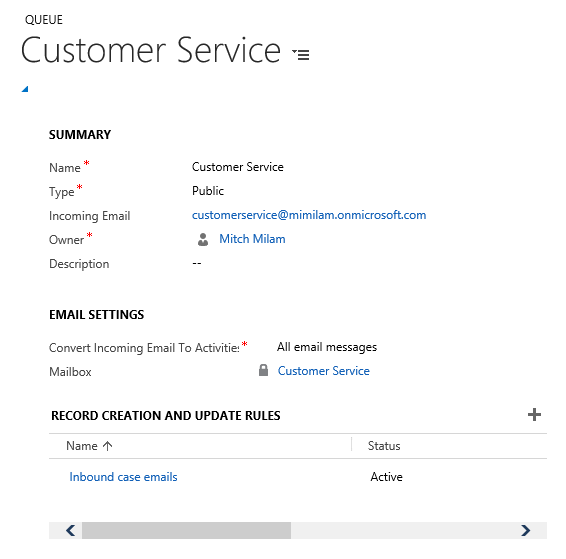 QUEUE
Customer Service
SUMMARY
Name * Customer Service
Type * Public
Incoming Email customerservice@mimilam.onmicrosoft.com
Owner * Mitch Milam
Description --
EMAIL SETTINGS
Convert Incoming Email To Activities * All email messages
Mailbox Customer Service
RECORD CREATION AND UPDATE RULES
Name Status
Inbound case emails Active